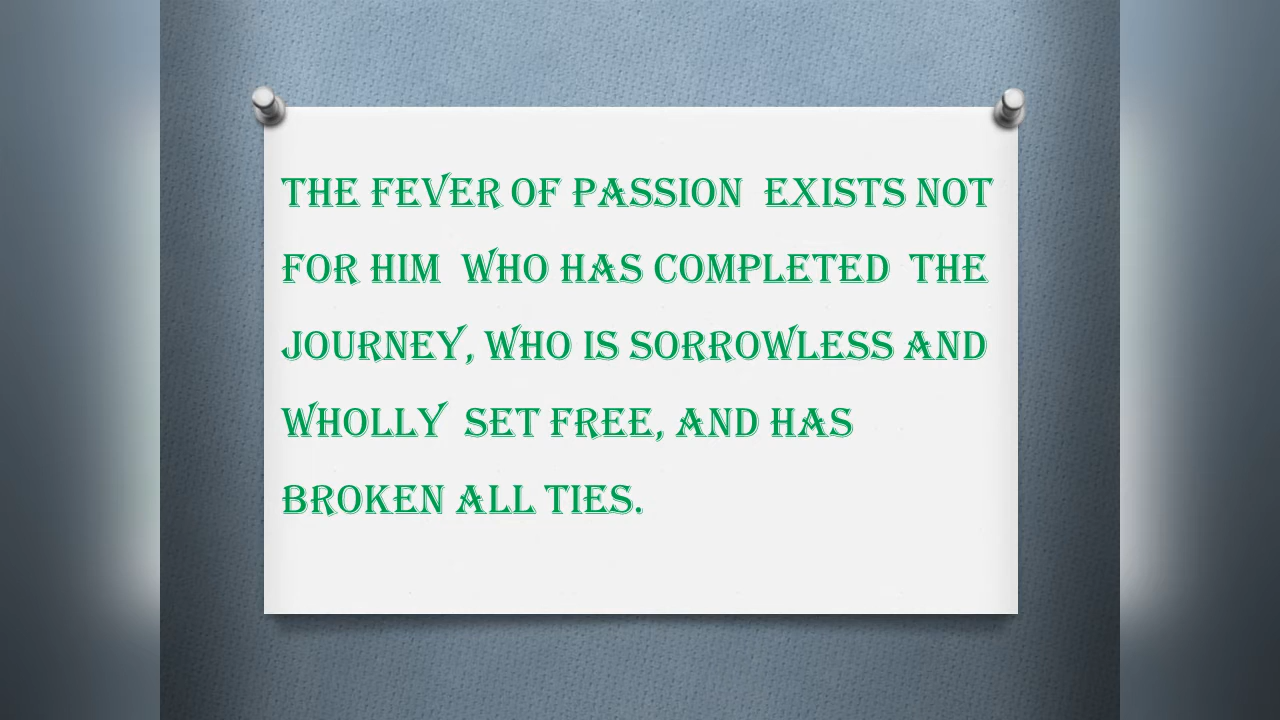 THE FEVER OF PASSION EXISTS NOT
FOR HIM WHO HAS COMPLETED THE
JOURNEY, WHO IS SORROWLESS AND
WHOLLY SET FREE, AND HAS
BROKEN ALL TIES.